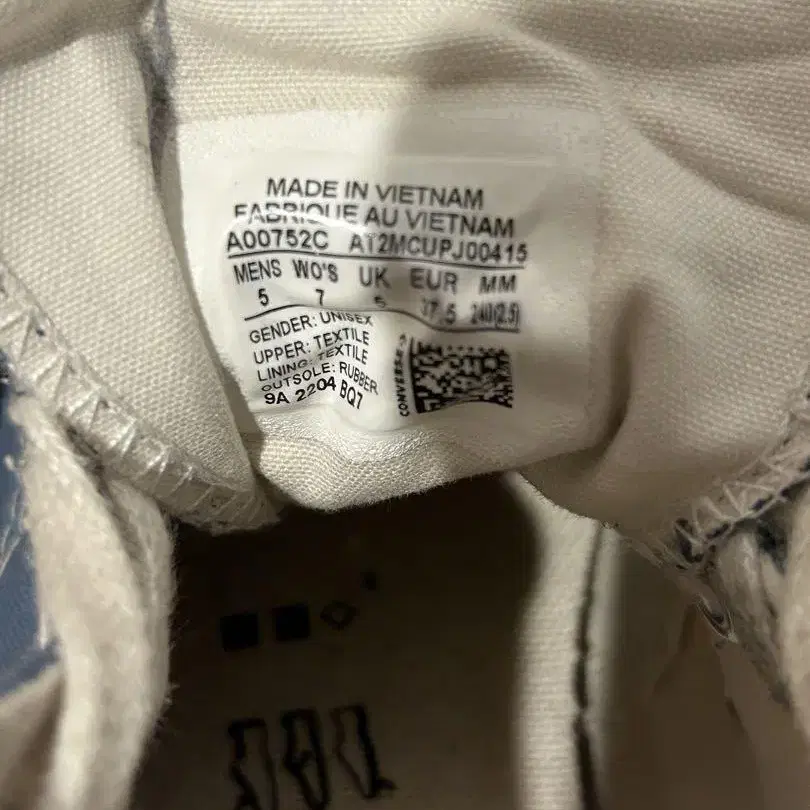 MADE IN VIETNAM
FABRIQUE AU VIETNAM
A00752C AT2MCUPJ00415
MENS WO'S UK EUR MM
5 7 5 37.5 240(2.5)
GENDER: UNISEX
UPPER: TEXTILE
LINING: TEXTILE
OUTSOLE: RUBBER
9A 2204 BQ7
CONVERSE